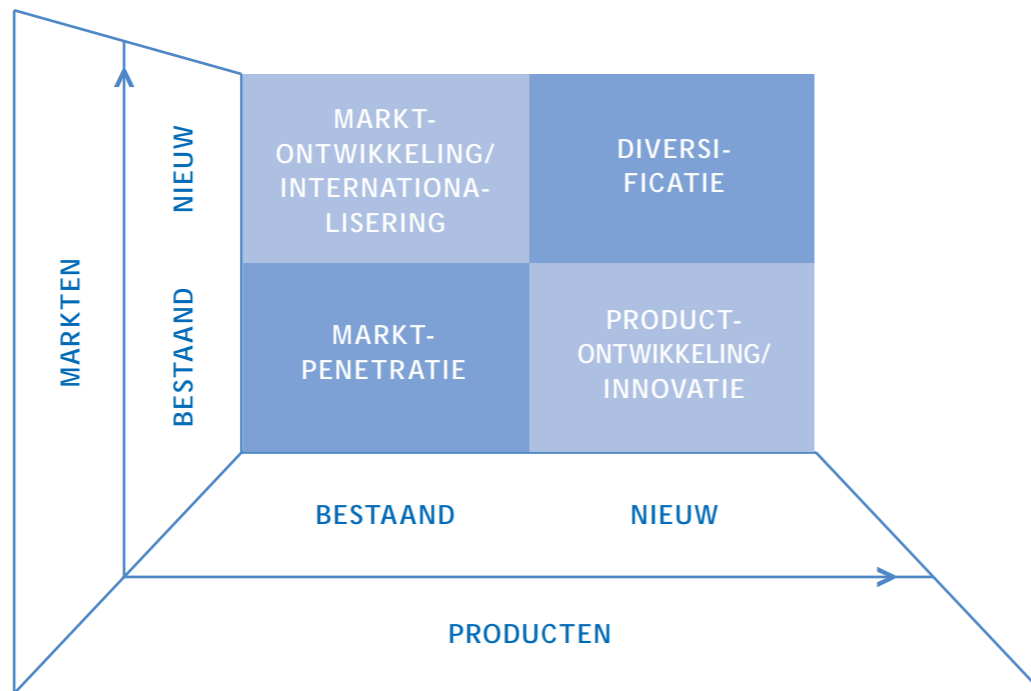 MARKTEN
NIEUW
BESTAAND
MARKT-
ONTWIKKELING/
INTERNATIONA-
LISERING
DIVERSI-
FICATIE
MARKT-
PENETRATIE
PRODUCT-
ONTWIKKELING/
INNOVATIE
BESTAAND
NIEUW
PRODUCTEN